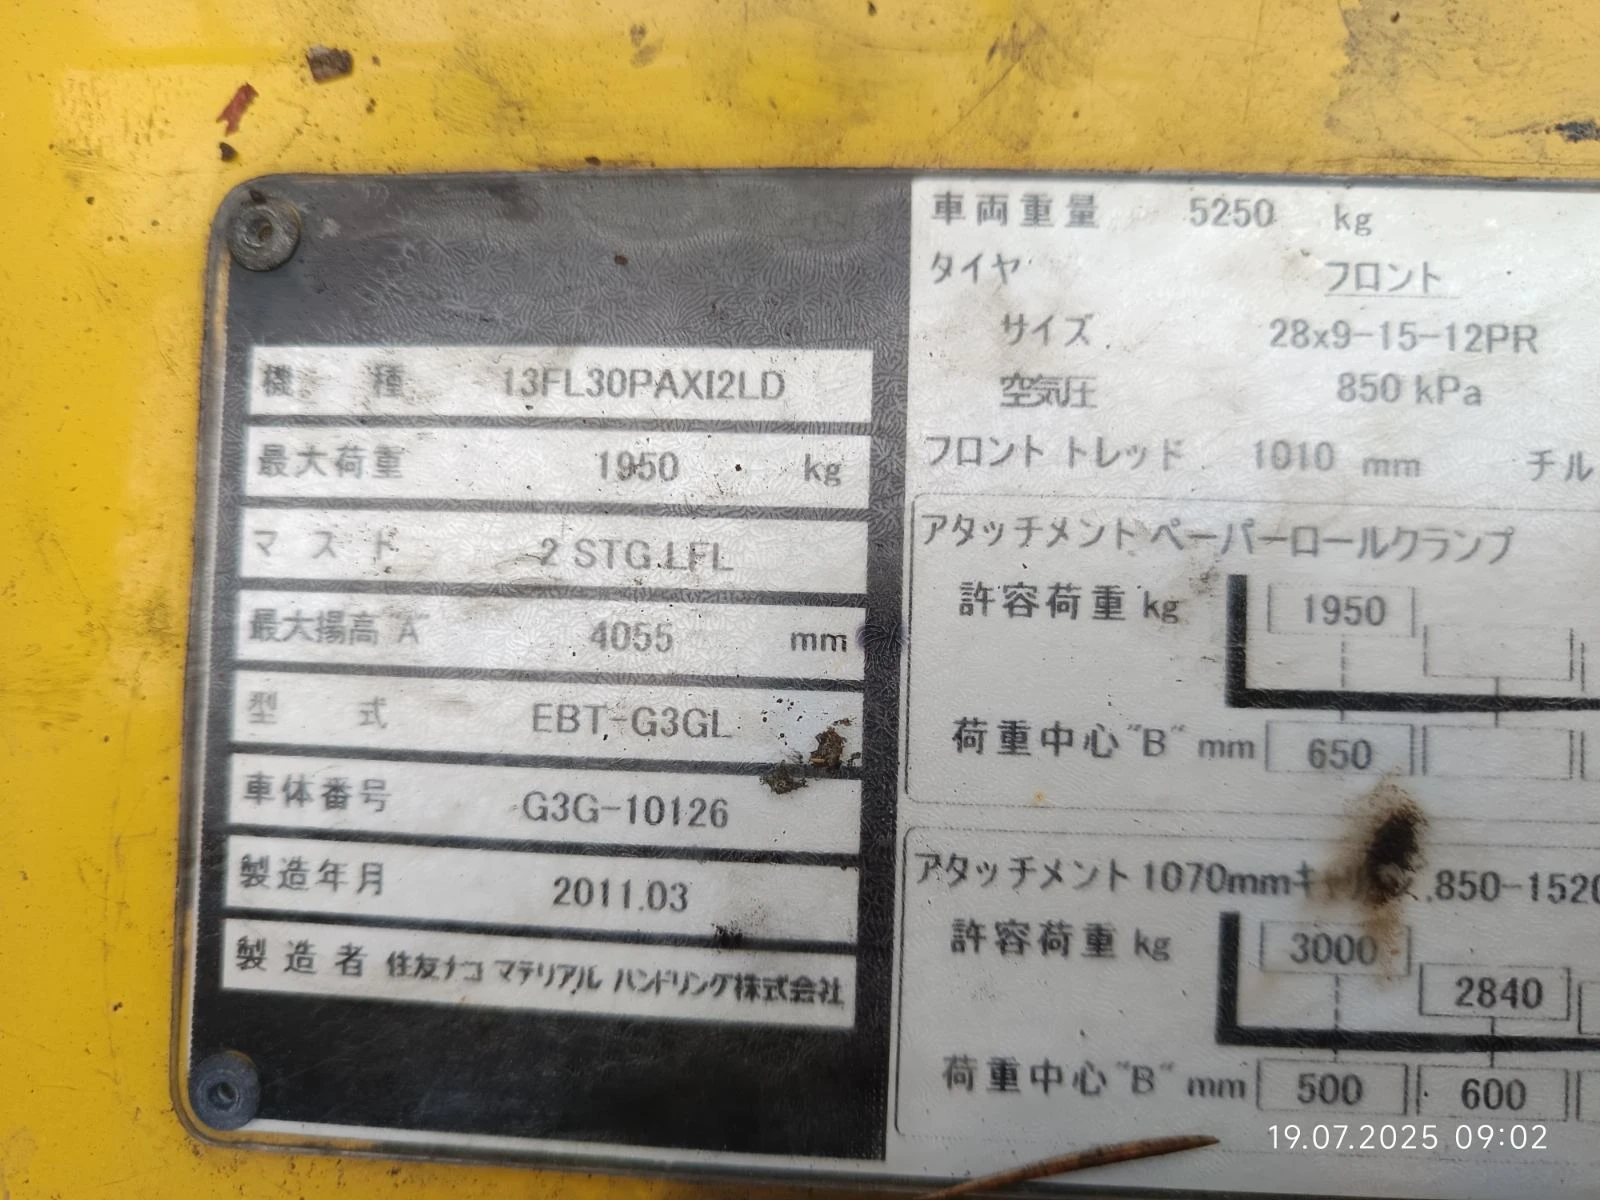 機 種 13FL30PAXI2LD
最大荷重 1950 kg
マスト 2 STG LFL
最大揚高 "A" 4055 mm
型 式 EBT-G3GL
車体番号 G3G-10126
製造年月 2011.03
製造者 住友ナコ マテリアル ハンドリング株式会社
車両重量 5250 kg
タイヤ フロント
サイズ 28x9-15-12PR
空気圧 850 kPa
フロント トレッド 1010 mm チル
アタッチメント ペーパーロールクランプ
許容荷重 kg 1950
荷重中心 "B" mm 650
アタッチメント 1070mm .850-1520
許容荷重 kg 3000 2840
荷重中心 "B" mm 500 600
19.07.2025 09:02